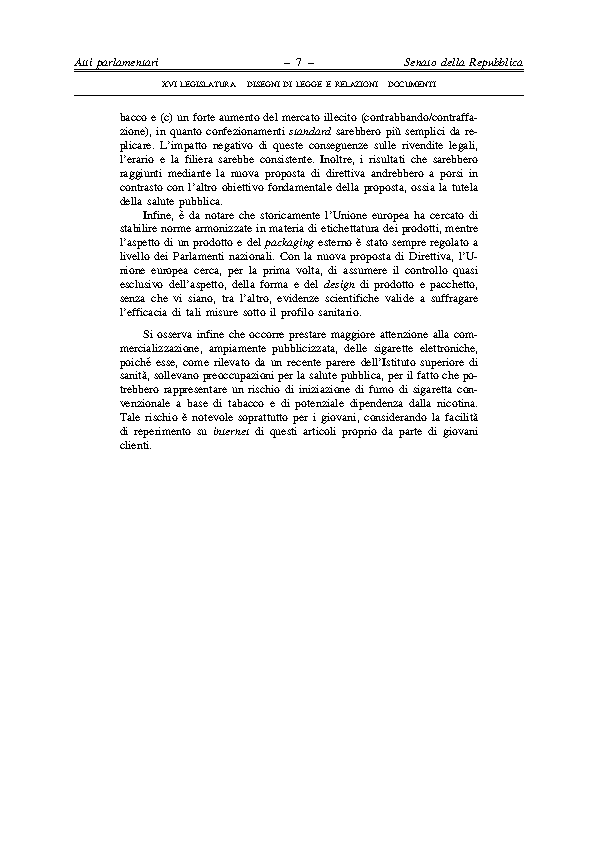 Atti parlamentari – 7 – Senato della Repubblica
XVI LEGISLATURA DISEGNI DI LEGGE E RELAZIONI DOCUMENTI
bacco e (c) un forte aumento del mercato illecito (contrabbando/contraffa-
zione), in quanto confezionamenti standard sarebbero più semplici da re-
plicare. L'impatto negativo di queste conseguenze sulle rivendite legali,
l'erario e la filiera sarebbe consistente. Inoltre, i risultati che sarebbero
raggiunti mediante la nuova proposta di direttiva andrebbero a porsi in
contrasto con l'altro obiettivo fondamentale della proposta, ossia la tutela
della salute pubblica.
Infine, è da notare che storicamente l'Unione europea ha cercato di
stabilire norme armonizzate in materia di etichettatura dei prodotti, mentre
l'aspetto di un prodotto e del packaging esterno è stato sempre regolato a
livello dei Parlamenti nazionali. Con la nuova proposta di Direttiva, l'U-
nione europea cerca, per la prima volta, di assumere il controllo quasi
esclusivo dell'aspetto, della forma e del design di prodotto e pacchetto,
senza che vi siano, tra l'altro, evidenze scientifiche valide a suffragare
l'efficacia di tali misure sotto il profilo sanitario.
Si osserva infine che occorre prestare maggiore attenzione alla com-
mercializzazione, ampiamente pubblicizzata, delle sigarette elettroniche,
poiché esse, come rilevato da un recente parere dell'Istituto superiore di
sanità, sollevano preoccupazioni per la salute pubblica, per il fatto che po-
trebbero rappresentare un rischio di iniziazione di fumo di sigaretta con-
venzionale a base di tabacco e di potenziale dipendenza dalla nicotina.
Tale rischio è notevole soprattutto per i giovani, considerando la facilità
di reperimento su internet di questi articoli proprio da parte di giovani
clienti.